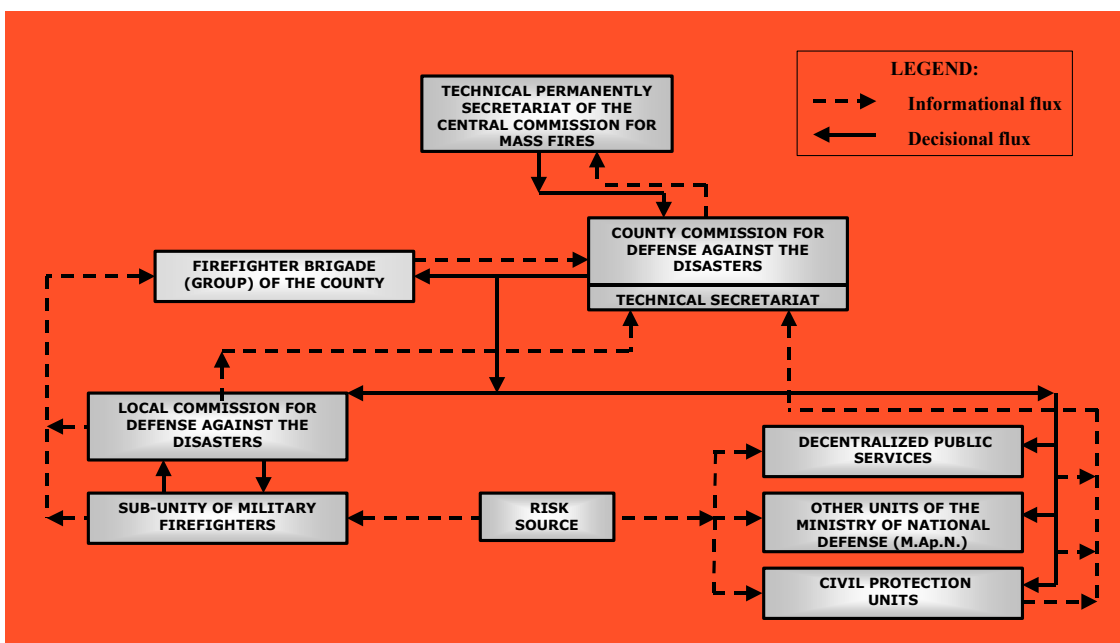 LEGEND:
Informational flux
Decisional flux
TECHNICAL PERMANENTLY
SECRETARIAT OF THE
CENTRAL COMMISSION FOR
MASS FIRES
COUNTY COMMISSION FOR
DEFENSE AGAINST THE
DISASTERS
TECHNICAL SECRETARIAT
FIREFIGHTER BRIGADE
(GROUP) OF THE COUNTY
LOCAL COMMISSION FOR
DEFENSE AGAINST THE
DISASTERS
SUB-UNITY OF MILITARY
FIREFIGHTERS
RISK
SOURCE
DECENTRALIZED PUBLIC
SERVICES
OTHER UNITS OF THE
MINISTRY OF NATIONAL
DEFENSE (M.Ap.N.)
CIVIL PROTECTION
UNITS